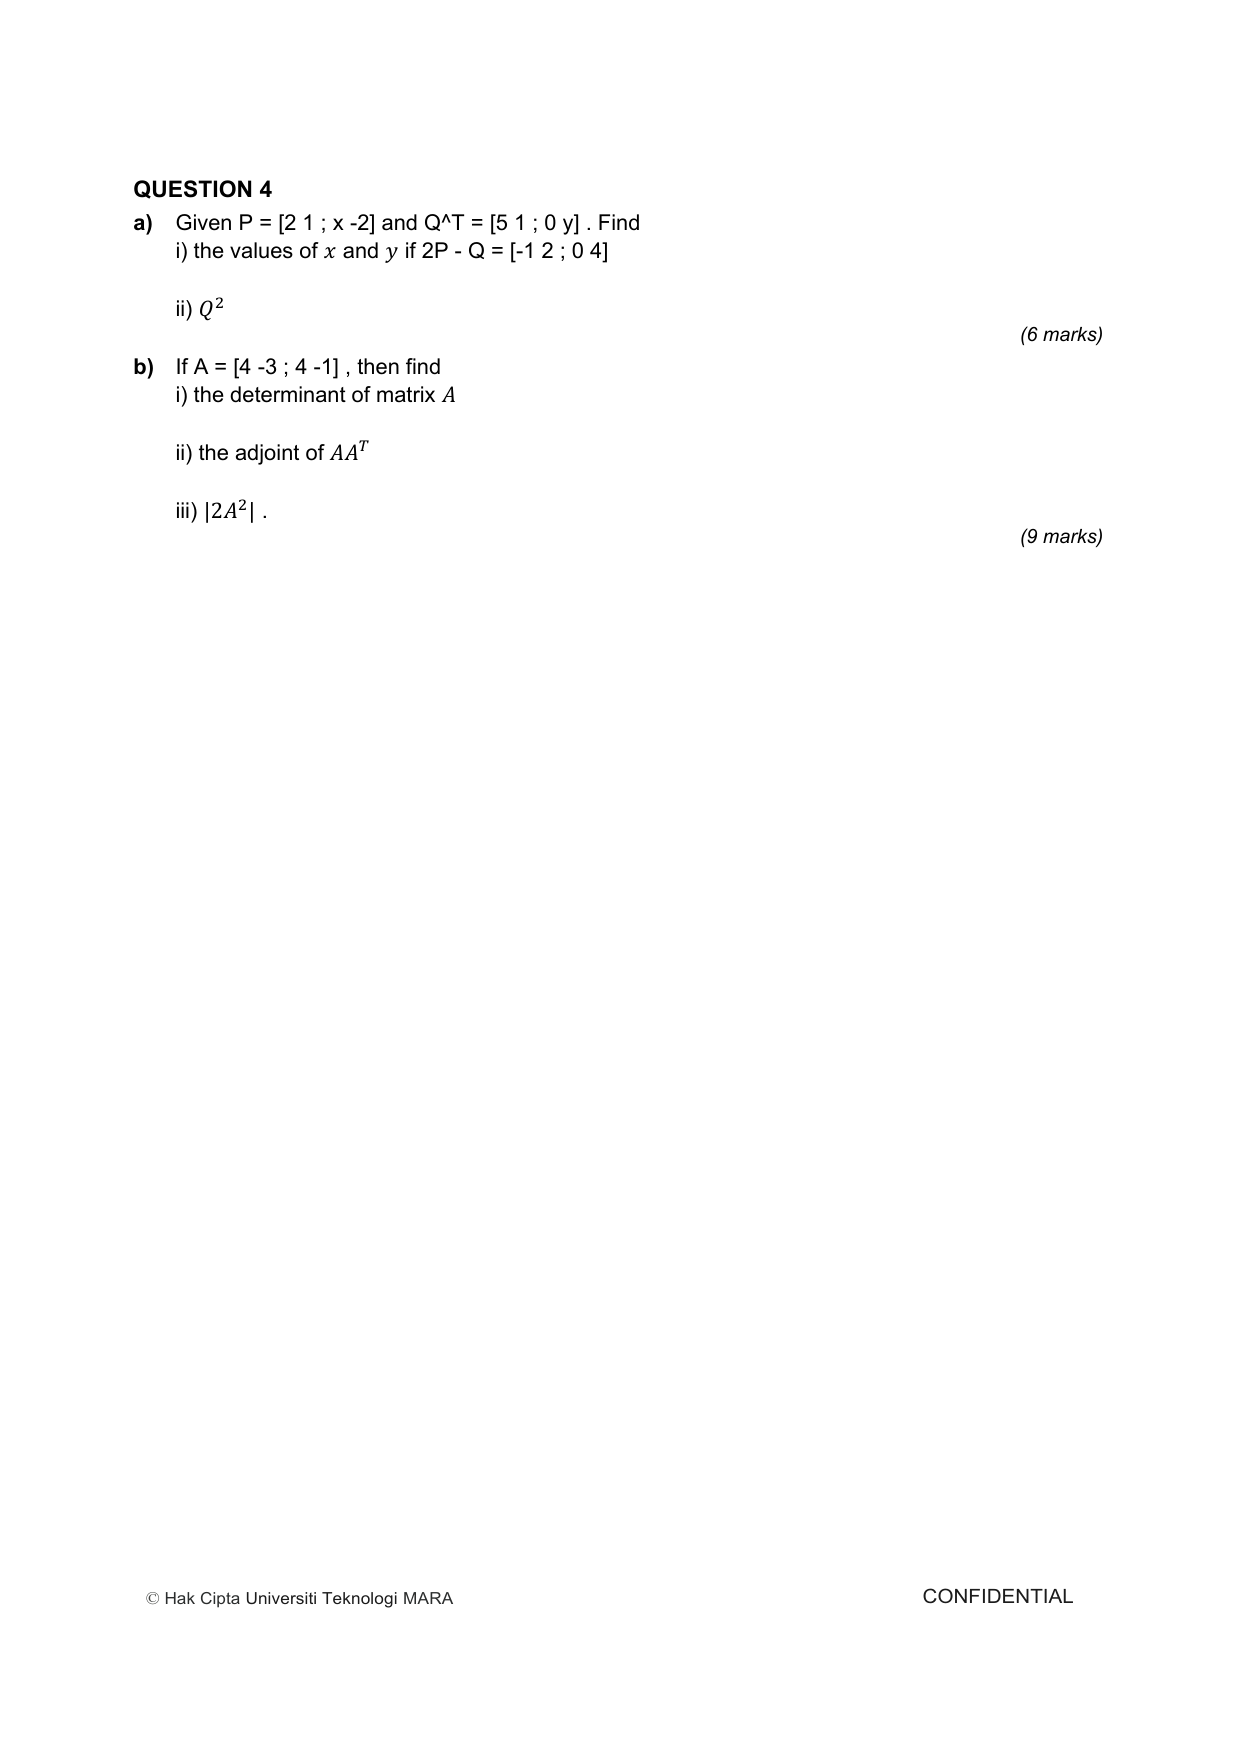 QUESTION 4
a) Given P = [2 1 ; x -2] and Q^T = [5 1 ; 0 y] . Find
i) the values of 𝑥 and 𝑦 if 2P - Q = [-1 2 ; 0 4]
ii) 𝑄²
(6 marks)
b) If A = [4 -3 ; 4 -1] , then find
i) the determinant of matrix 𝐴
ii) the adjoint of 𝐴𝐴ᵀ
iii) |2𝐴²| .
(9 marks)
© Hak Cipta Universiti Teknologi MARA CONFIDENTIAL